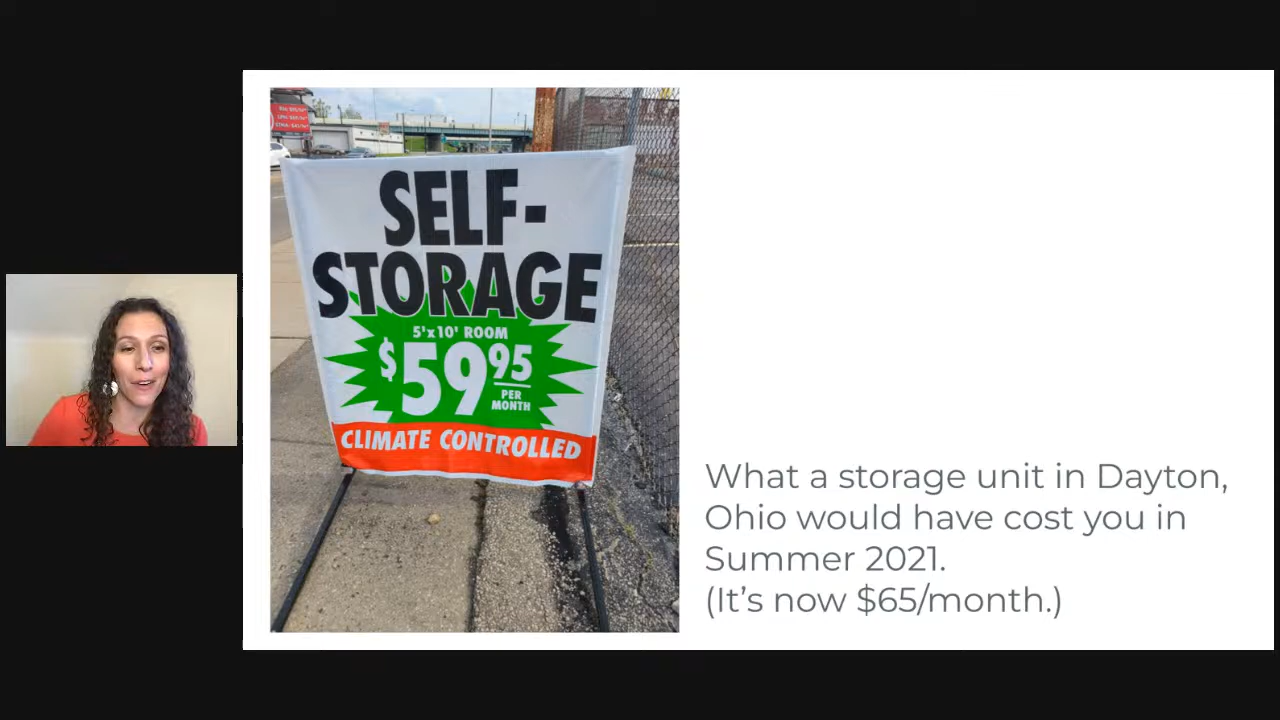 SELF-
STORAGE
5'x10' ROOM
$59.95
PER
MONTH
CLIMATE CONTROLLED
What a storage unit in Dayton,
Ohio would have cost you in
Summer 2021.
(It’s now $65/month.)